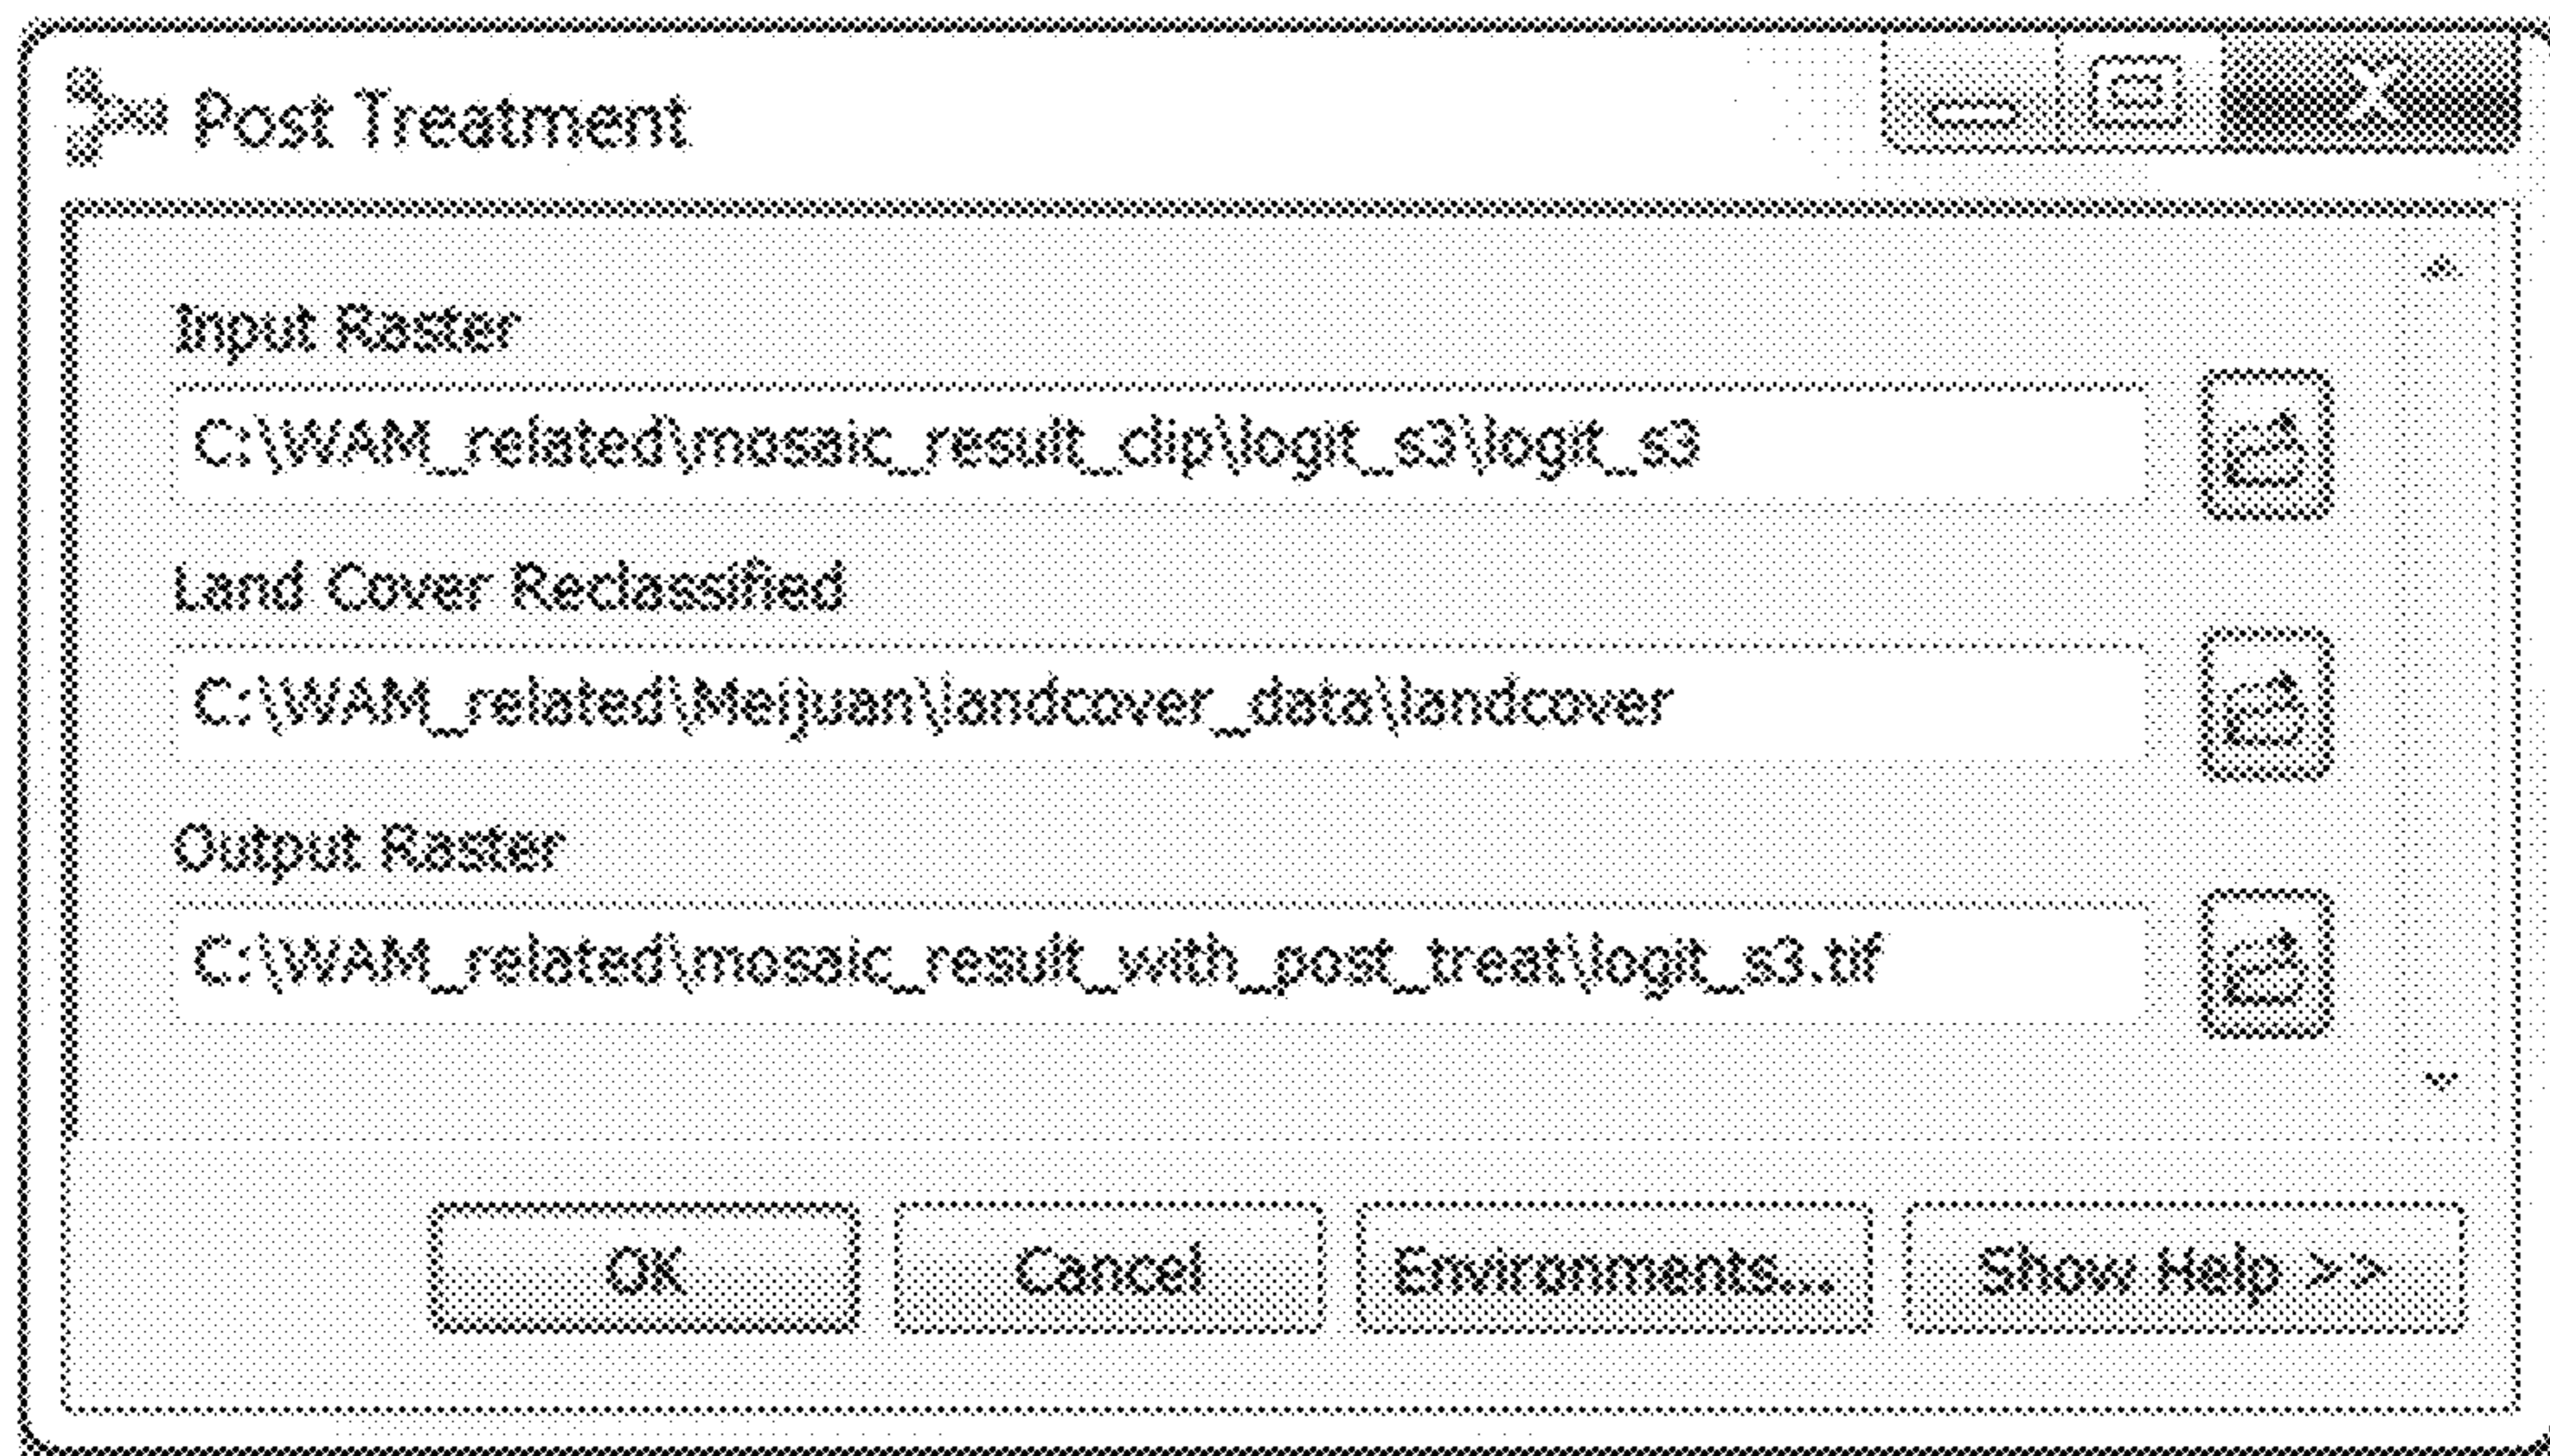 Post Treatment
Input Raster
C:\WAM_related\mosaic_result_clip\logit_s3\logit_s3
Land Cover Reclassified
C:\WAM_related\Meijuan\landcover_data\landcover
Output Raster
C:\WAM_related\mosaic_result_with_post_treat\logit_s3.tif
OK Cancel Environments... Show Help >>